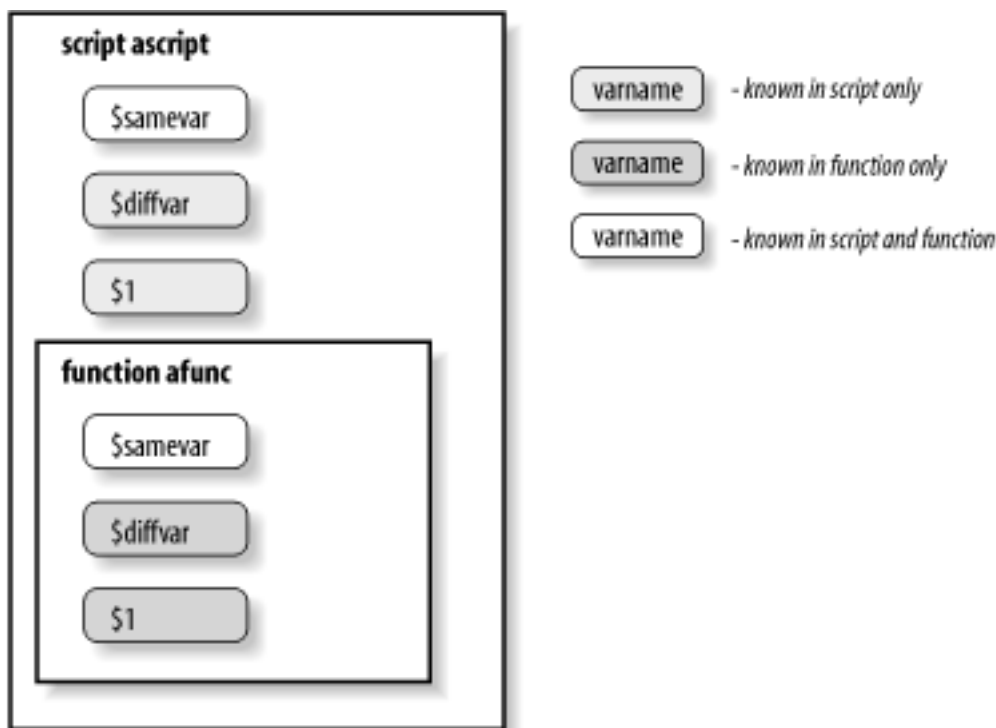 script ascript
$samevar
$diffvar
$1
function afunc
$samevar
$diffvar
$1
varname - known in script only
varname - known in function only
varname - known in script and function